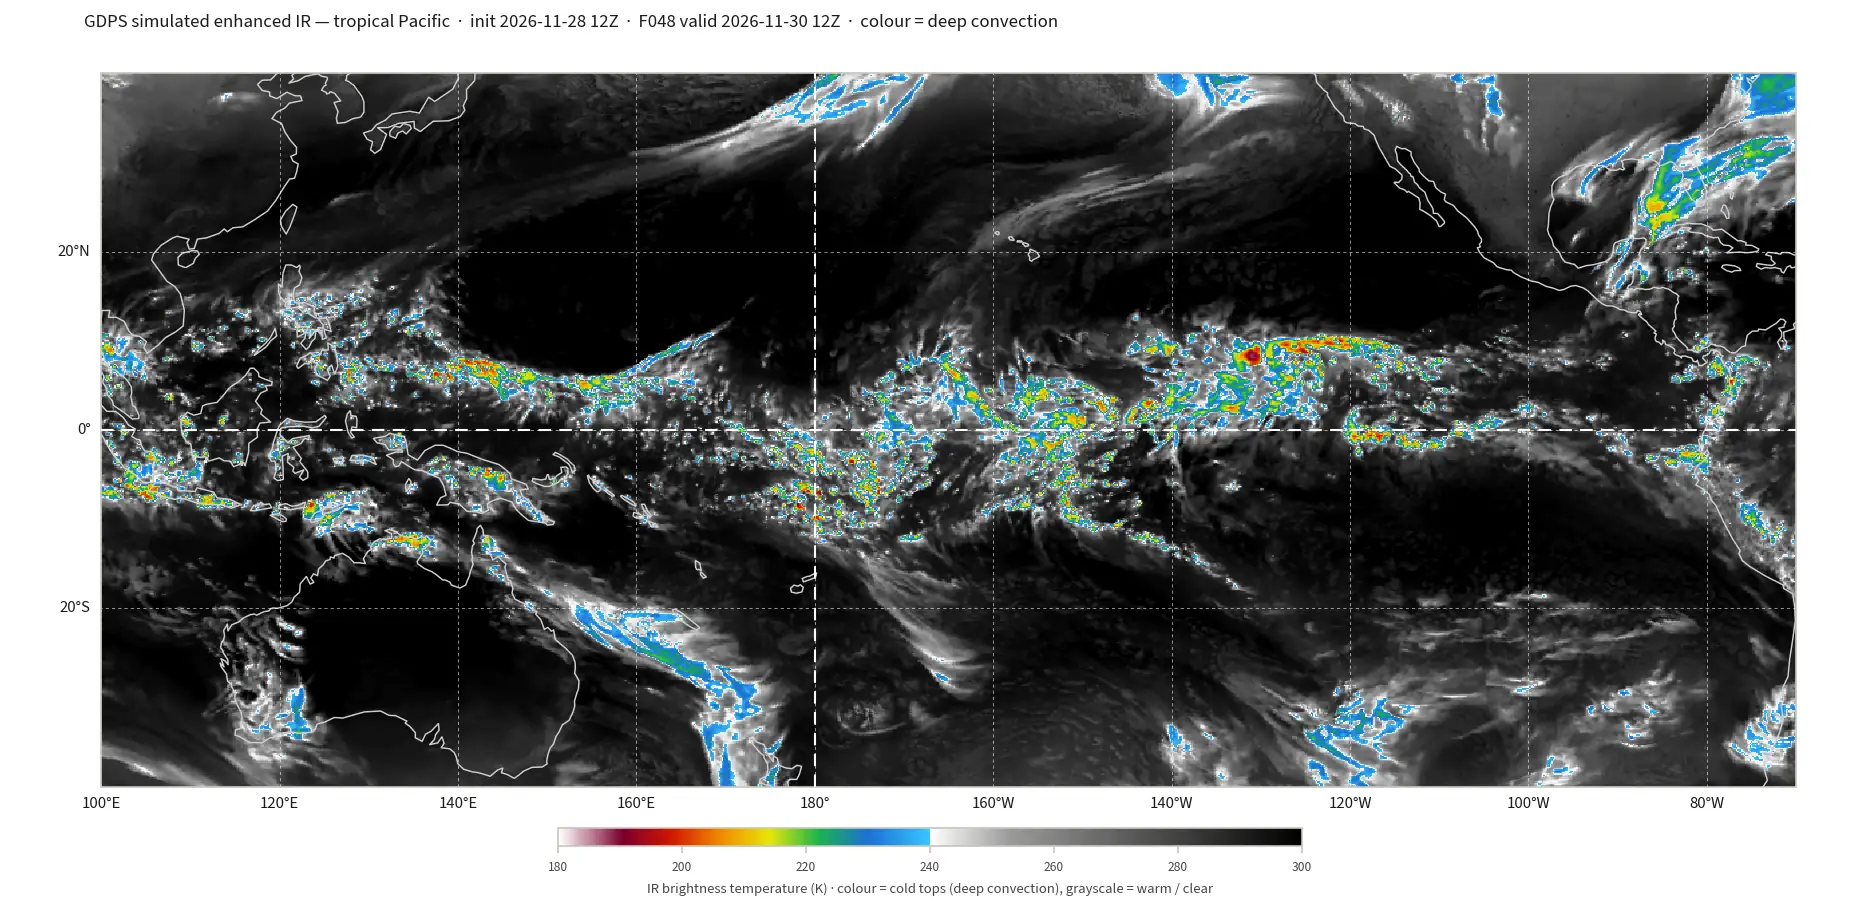 GDPS simulated enhanced IR — tropical Pacific · init 2026-11-28 12Z · F048 valid 2026-11-30 12Z · colour = deep convection
20°N
0°
20°S
100°E 120°E 140°E 160°E 180° 160°W 140°W 120°W 100°W 80°W
180 200 220 240 260 280 300
IR brightness temperature (K) · colour = cold tops (deep convection), grayscale = warm / clear